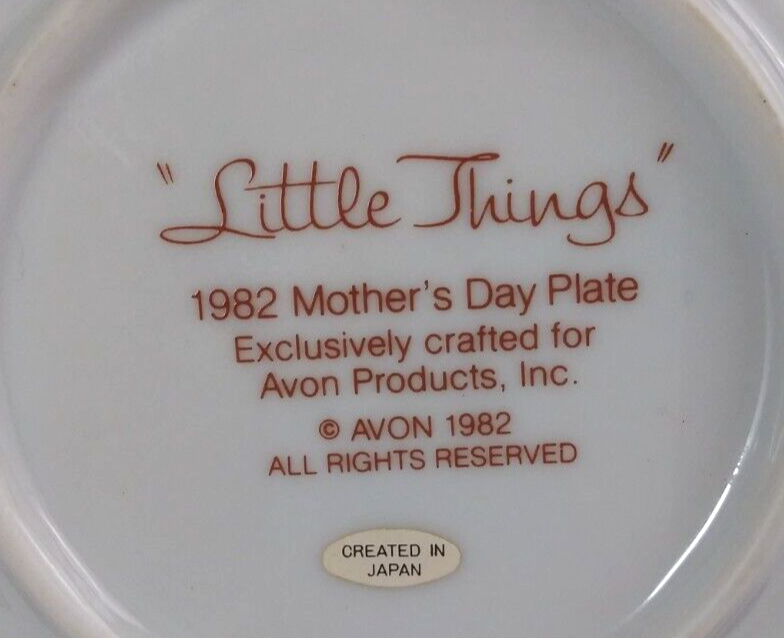 "Little Things"
1982 Mother's Day Plate
Exclusively crafted for
Avon Products, Inc.
© AVON 1982
ALL RIGHTS RESERVED
CREATED IN
JAPAN